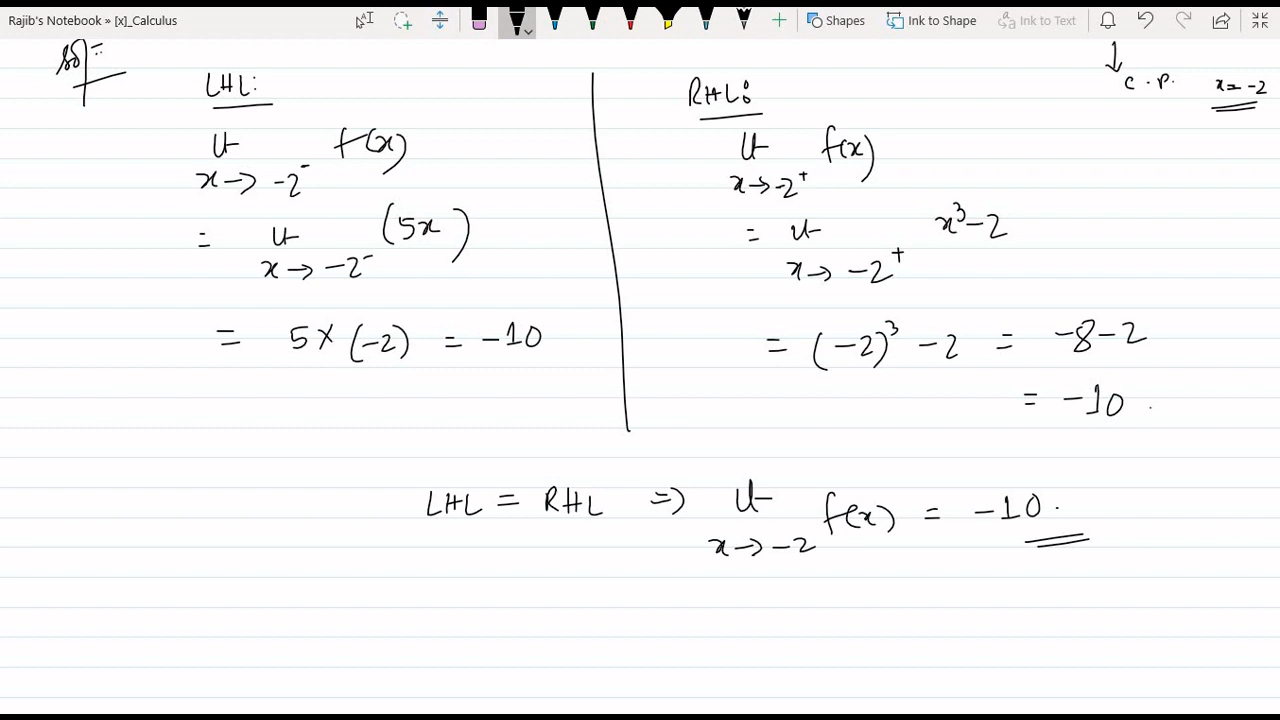 Rajib's Notebook » [x]_Calculus
Shapes
Ink to Shape
Ink to Text
Sol :-
C.P. x = -2
LHL:
lt f(x)
x → -2⁻
= lt (5x)
x → -2⁻
= 5 × (-2) = -10
RHL:
lt f(x)
x → -2⁺
= lt x³-2
x → -2⁺
= (-2)³ - 2 = -8-2
= -10.
LHL = RHL ⇒ lt f(x) = -10.
x → -2